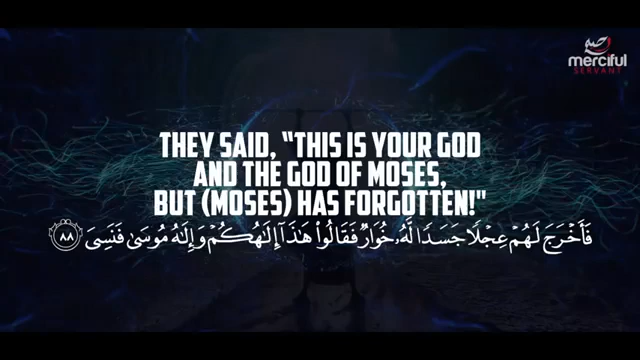 merciful
SERVANT
THEY SAID, "THIS IS YOUR GOD
AND THE GOD OF MOSES,
BUT (MOSES) HAS FORGOTTEN!"
فَأَخْرَجَ لَهُمْ عِجْلًا جَسَدًا لَّهُۥ خُوَارٌ فَقَالُوا۟ هَٰذَآ إِلَٰهُكُمْ وَإِلَٰهُ مُوسَىٰ فَنَسِىَ ٨٨